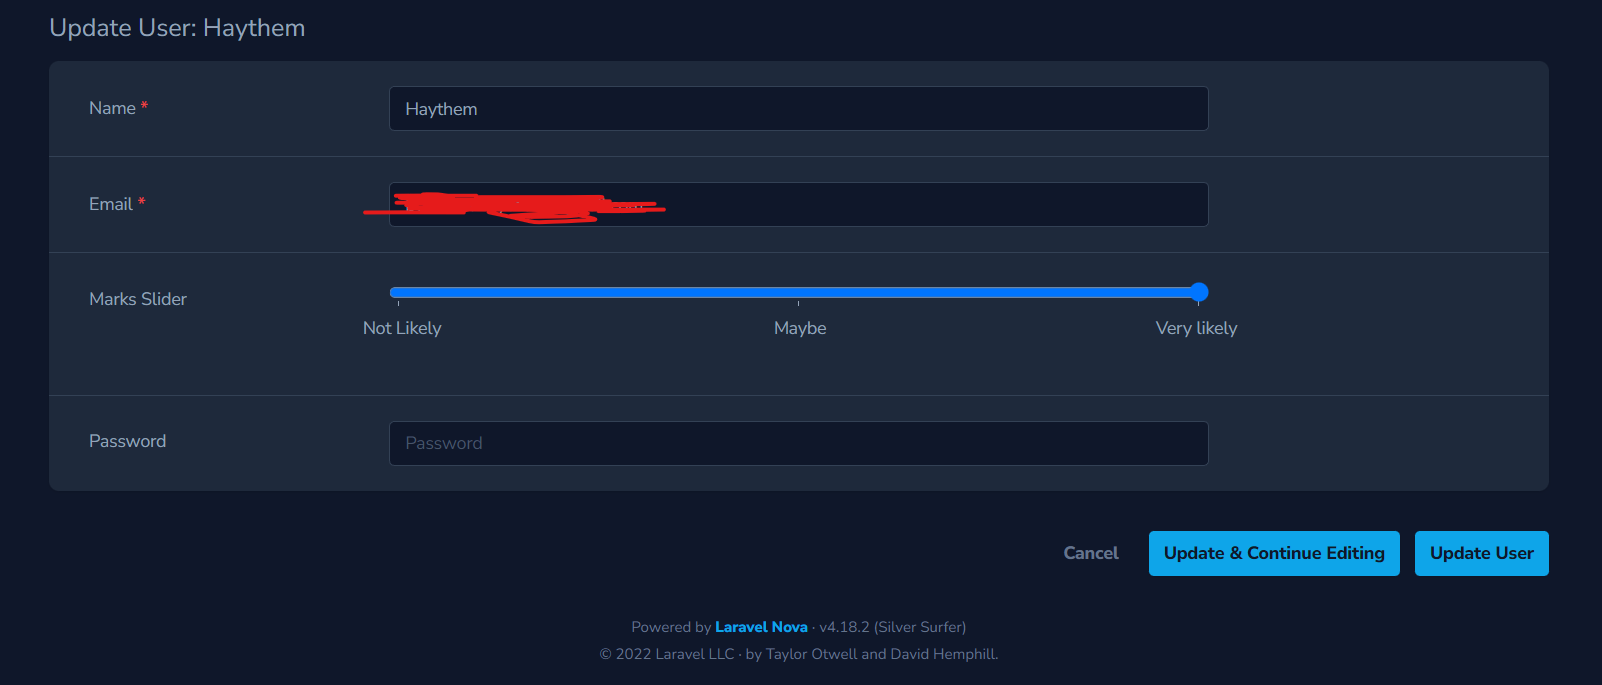 Update User: Haythem
Name *
Haythem
Email *
Marks Slider
Not Likely Maybe Very likely
Password
Password
Cancel Update & Continue Editing Update User
Powered by Laravel Nova · v4.18.2 (Silver Surfer)
© 2022 Laravel LLC · by Taylor Otwell and David Hemphill.